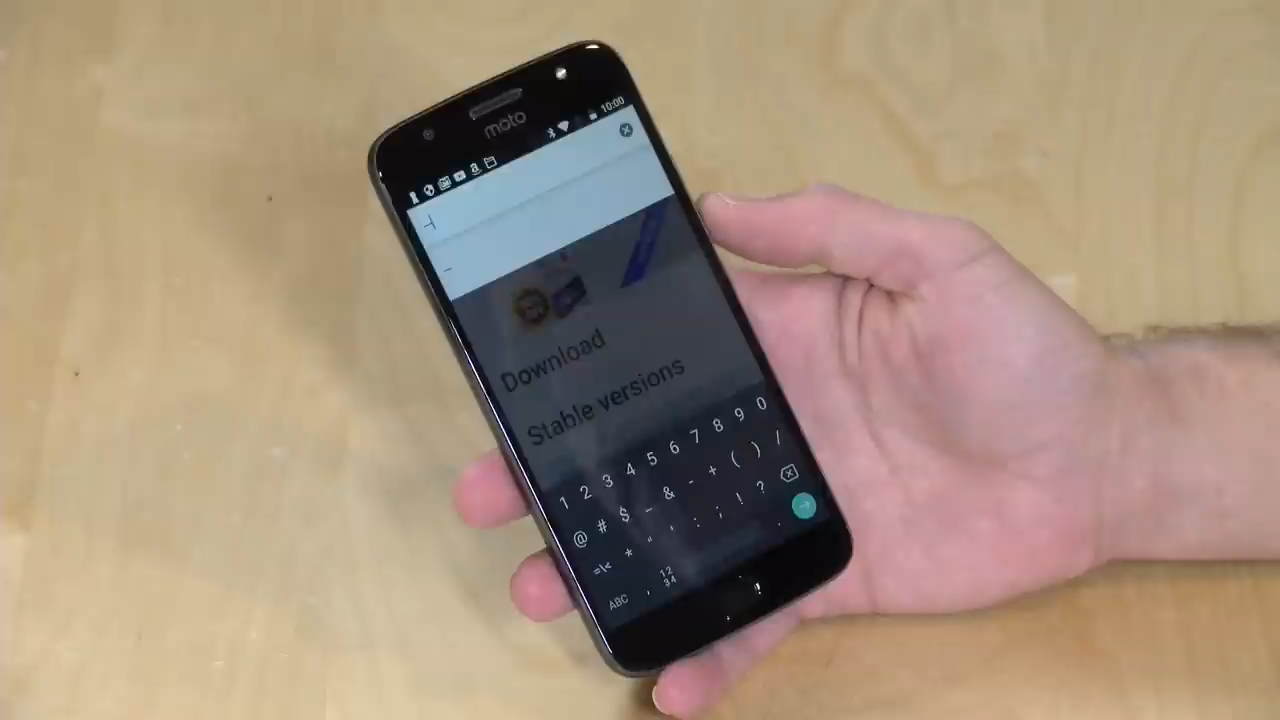 moto
10:00
-
-
Download
Stable versions
1 2 3 4 5 6 7 8 9 0
@ # $ _ & - + ( ) /
=\< * " ' : ; ! ?
ABC , 12 34 .